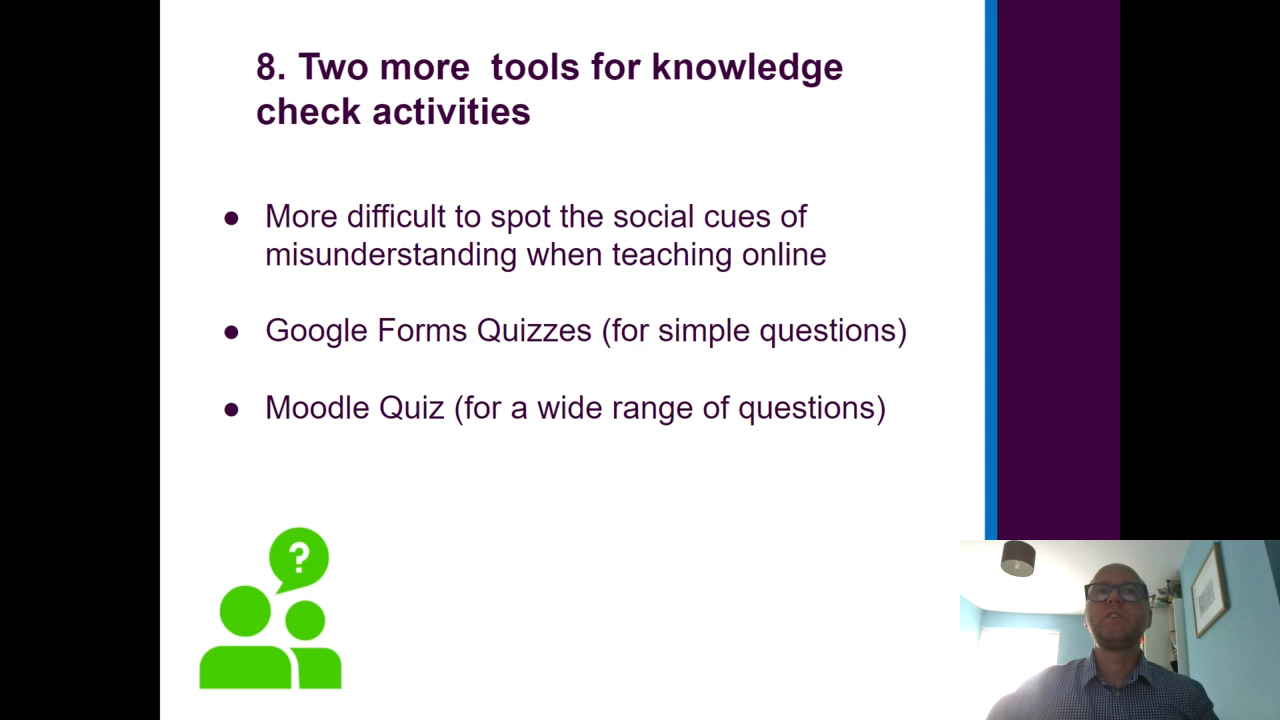 8. Two more  tools for knowledge
check activities
● More difficult to spot the social cues of
misunderstanding when teaching online
● Google Forms Quizzes (for simple questions)
● Moodle Quiz (for a wide range of questions)
?